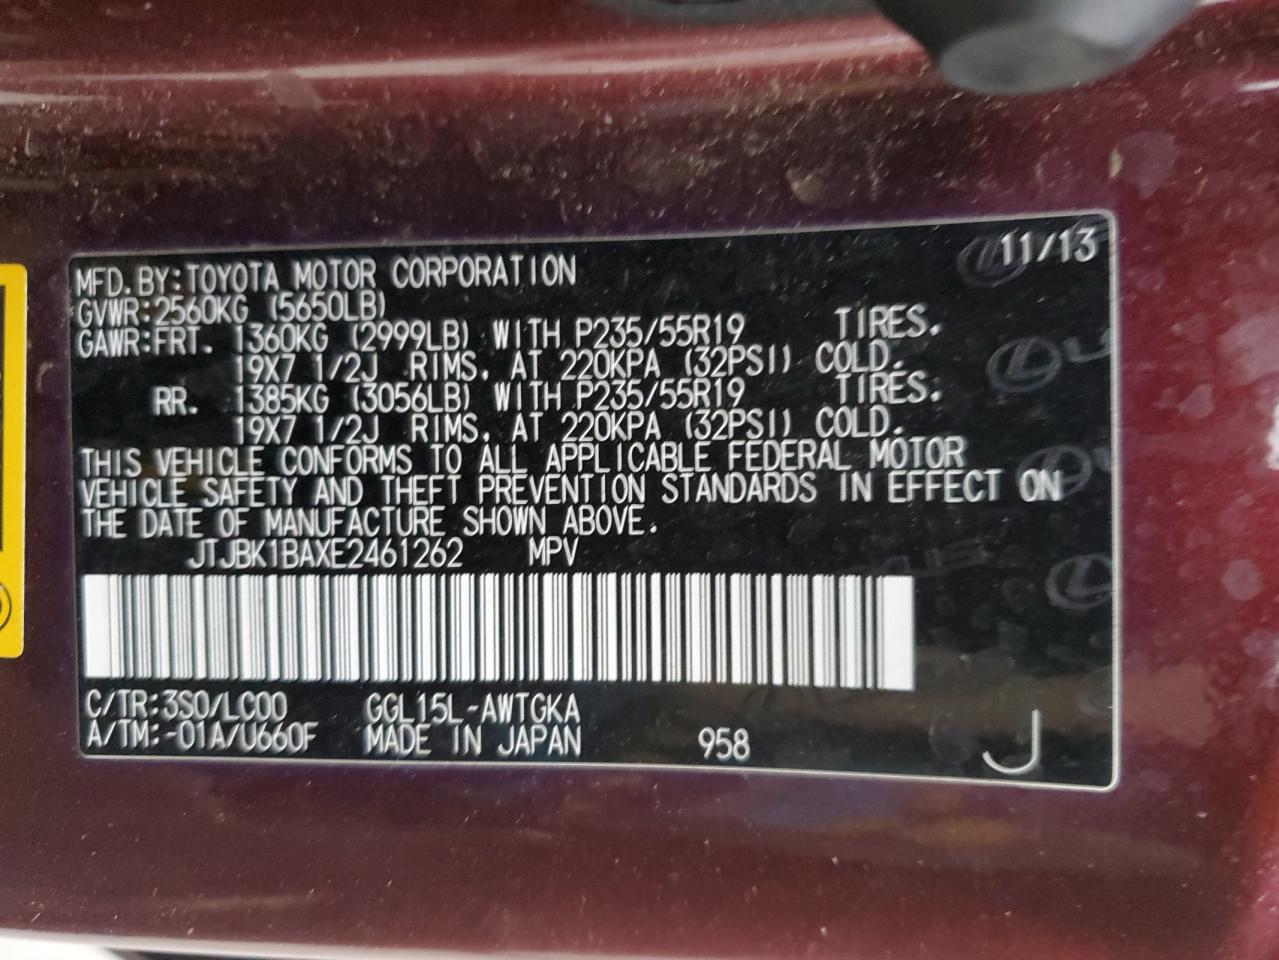 11/13
MFD. BY: TOYOTA MOTOR CORPORATION
GVWR: 2560KG (5650LB)
GAWR: FRT. 1360KG (2999LB) WITH P235/55R19 TIRES.
19X7 1/2J RIMS. AT 220KPA (32PSI) COLD.
RR. 1385KG (3056LB) WITH P235/55R19 TIRES.
19X7 1/2J RIMS. AT 220KPA (32PSI) COLD.
THIS VEHICLE CONFORMS TO ALL APPLICABLE FEDERAL MOTOR
VEHICLE SAFETY AND THEFT PREVENTION STANDARDS IN EFFECT ON
THE DATE OF MANUFACTURE SHOWN ABOVE.
JTJBK1BAXE2461262 MPV
C/TR: 3S0/LC00 GGL15L-AWTGKA
A/TM: -01A/U660F MADE IN JAPAN 958 J